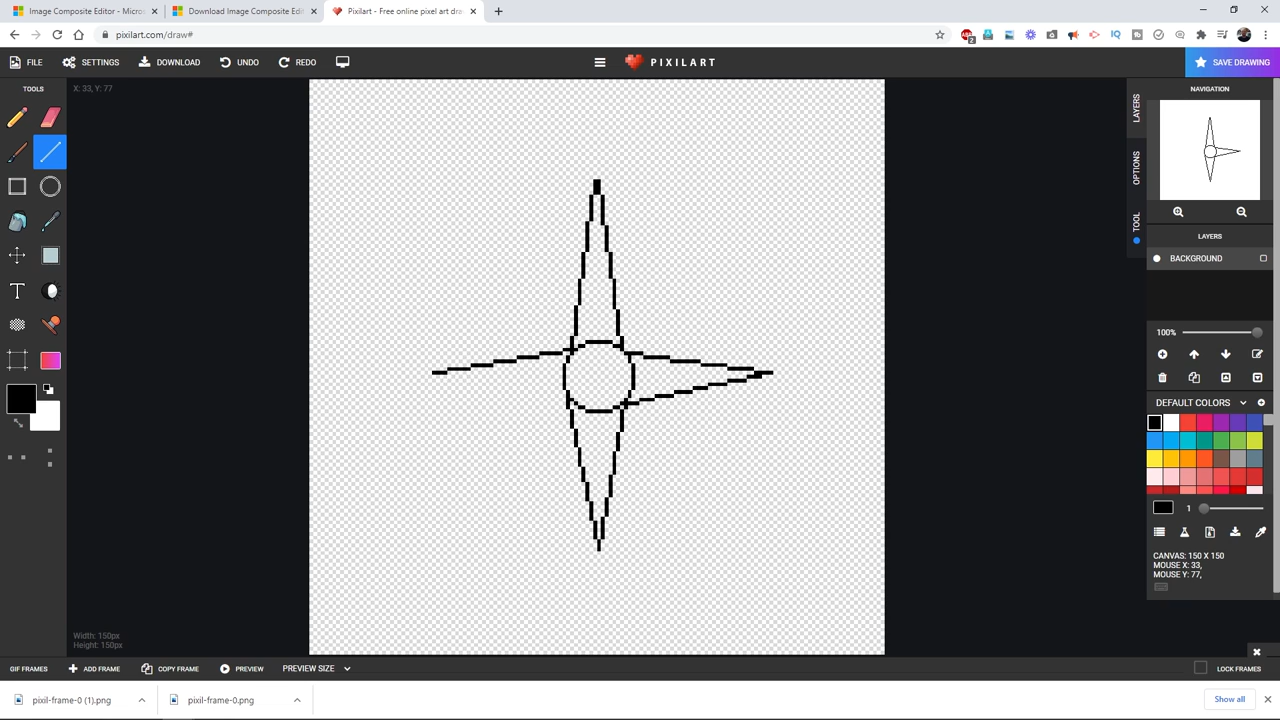 Image Composite Editor - Micros
Download Image Composite Edit
Pixilart - Free online pixel art dra
pixilart.com/draw#
2
FILE
SETTINGS
DOWNLOAD
UNDO
REDO
PIXILART
SAVE DRAWING
TOOLS
X: 33, Y: 77
LAYERS
OPTIONS
TOOL
NAVIGATION
LAYERS
BACKGROUND
100%
DEFAULT COLORS
1
CANVAS: 150 X 150
MOUSE X: 33,
MOUSE Y: 77,
Width: 150px
Height: 150px
GIF FRAMES
ADD FRAME
COPY FRAME
PREVIEW
PREVIEW SIZE
LOCK FRAMES
pixil-frame-0 (1).png
pixil-frame-0.png
Show all